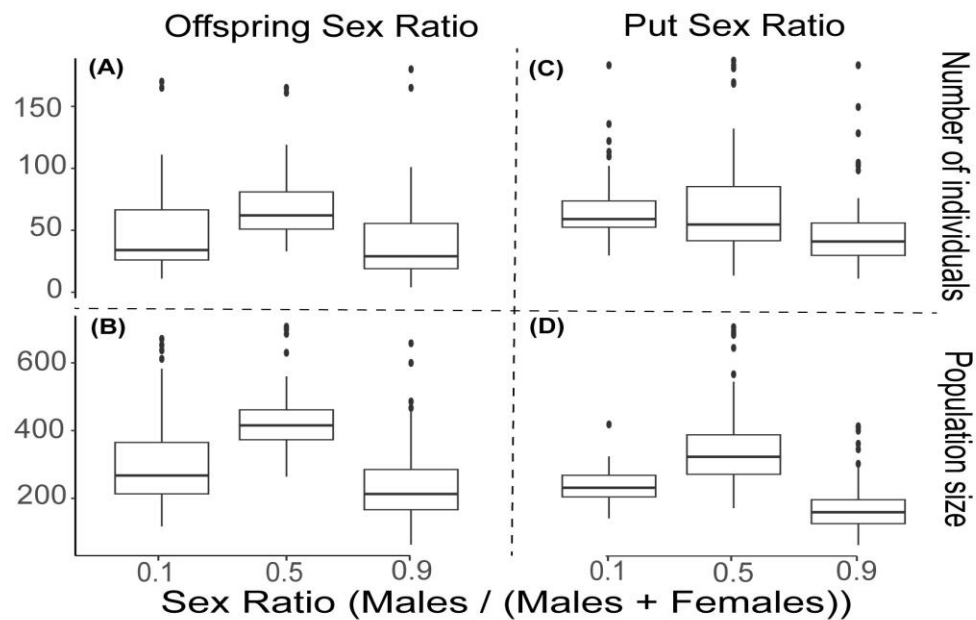 Offspring Sex Ratio
Put Sex Ratio
(A)
(C)
150
100
50
0
Number of individuals
(B)
(D)
600
400
200
Population size
0.1
0.5
0.9
0.1
0.5
0.9
Sex Ratio (Males / (Males + Females))